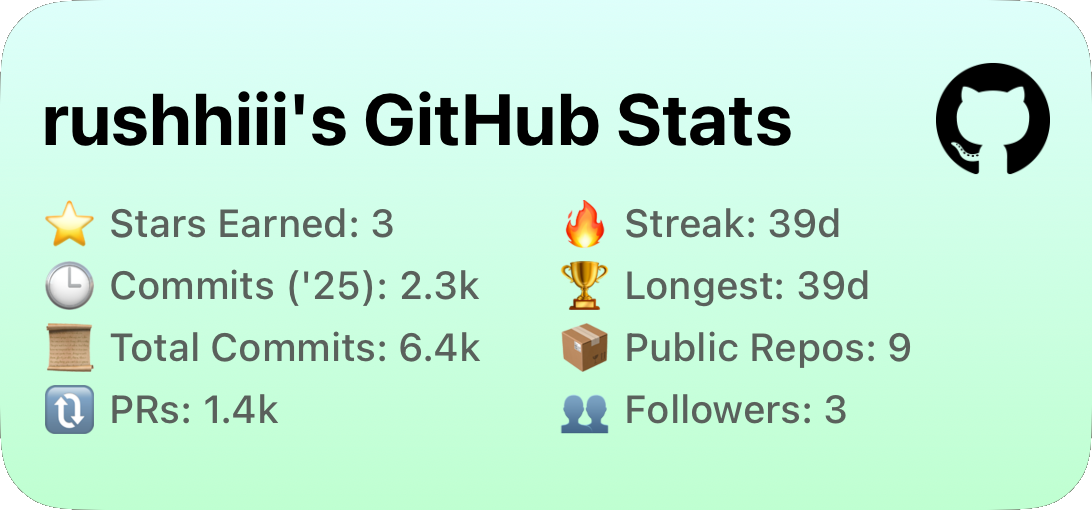 rushhiii's GitHub Stats
Stars Earned: 3
Commits ('25): 2.3k
Total Commits: 6.4k
PRs: 1.4k
Streak: 39d
Longest: 39d
Public Repos: 9
Followers: 3